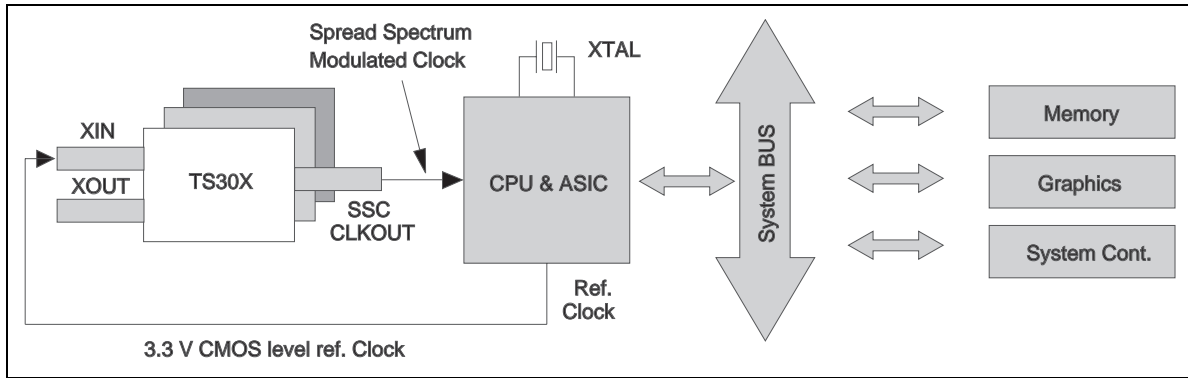 Spread Spectrum
Modulated Clock
XTAL
XIN
XOUT
TS30X
SSC
CLKOUT
CPU & ASIC
Ref.
Clock
3.3 V CMOS level ref. Clock
System BUS
Memory
Graphics
System Cont.